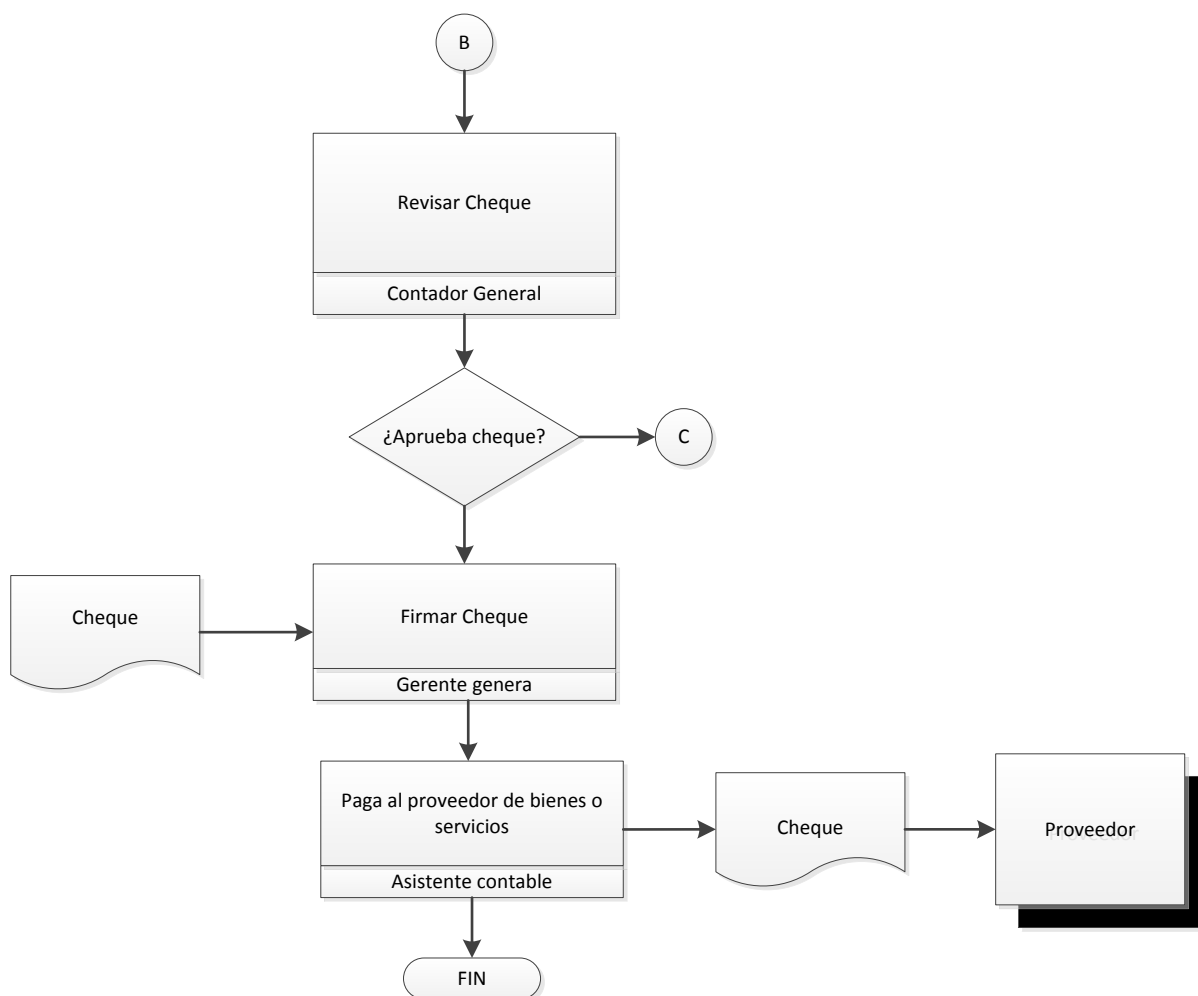 B
Revisar Cheque
Contador General
¿Aprueba cheque?
C
Cheque
Firmar Cheque
Gerente genera
Paga al proveedor de bienes o
servicios
Asistente contable
Cheque
Proveedor
FIN